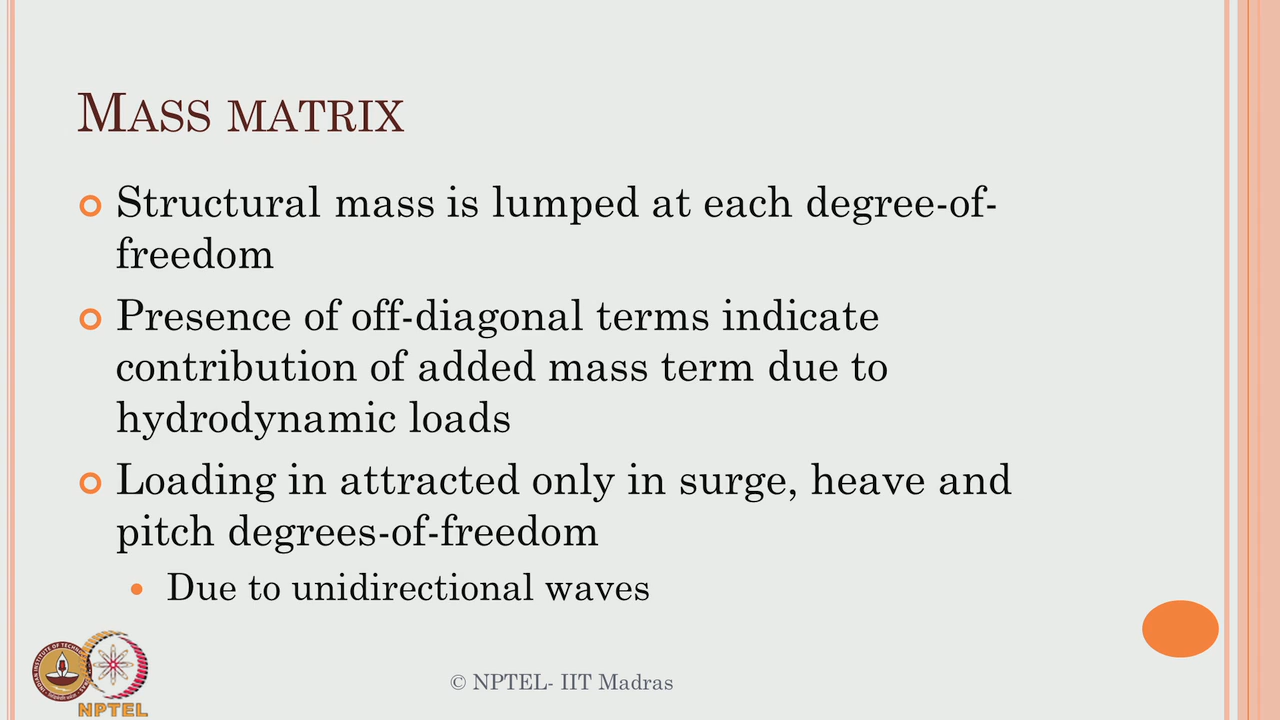 MASS MATRIX
Structural mass is lumped at each degree-of-
freedom
Presence of off-diagonal terms indicate
contribution of added mass term due to
hydrodynamic loads
Loading in attracted only in surge, heave and
pitch degrees-of-freedom
Due to unidirectional waves
NPTEL
© NPTEL- IIT Madras